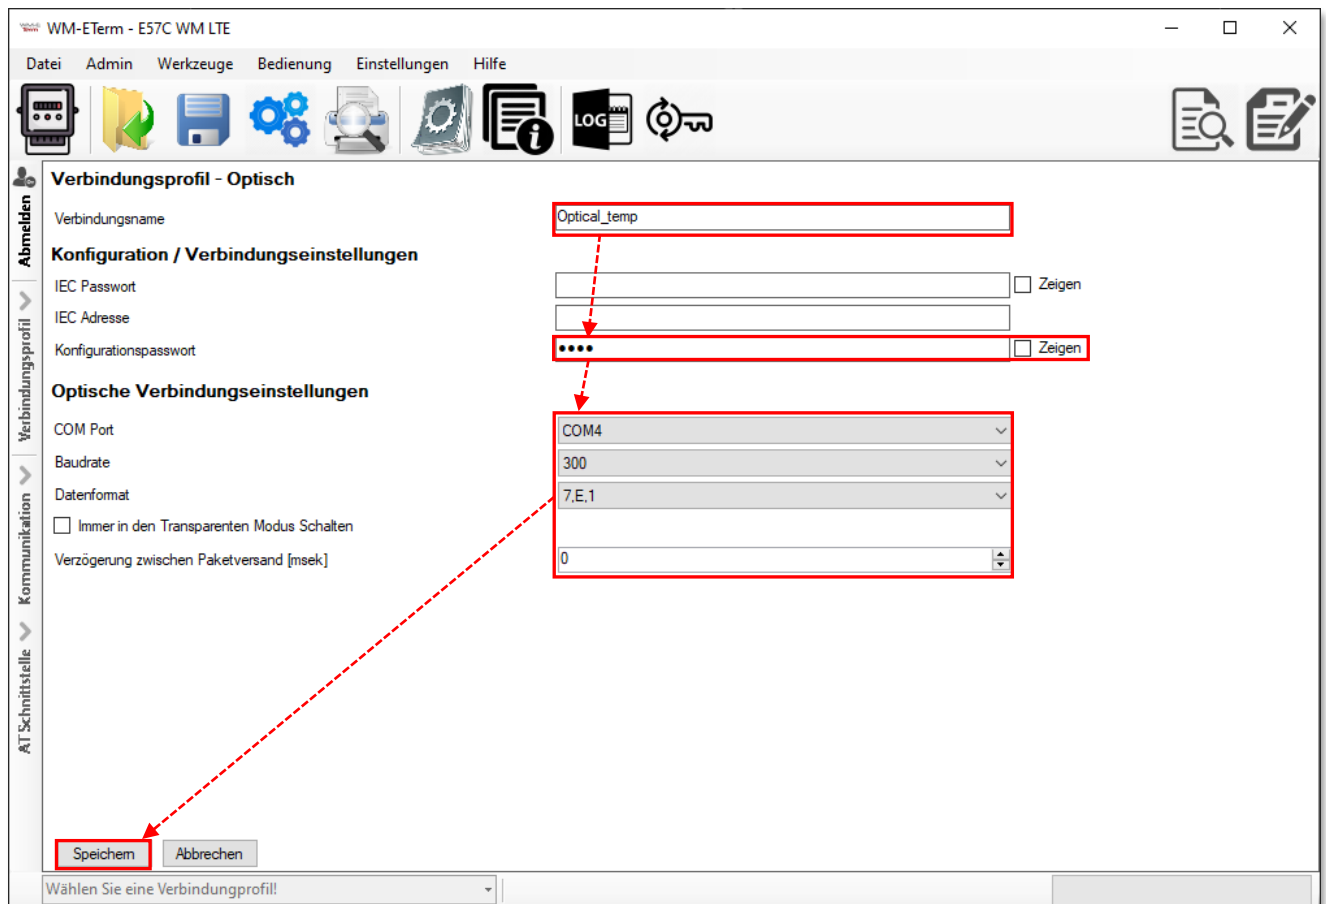 WM-ETerm - E57C WM LTE
Datei Admin Werkzeuge Bedienung Einstellungen Hilfe
LOG
Abmelden
Verbindungsprofil
Kommunikation
AT Schnittstelle
Verbindungsprofil - Optisch
Verbindungsname Optical_temp
Konfiguration / Verbindungseinstellungen
IEC Passwort Zeigen
IEC Adresse
Konfigurationspasswort •••• Zeigen
Optische Verbindungseinstellungen
COM Port COM4
Baudrate 300
Datenformat 7,E,1
Immer in den Transparenten Modus Schalten
Verzögerung zwischen Paketversand [msek] 0
Speichern Abbrechen
Wählen Sie eine Verbindungprofil!